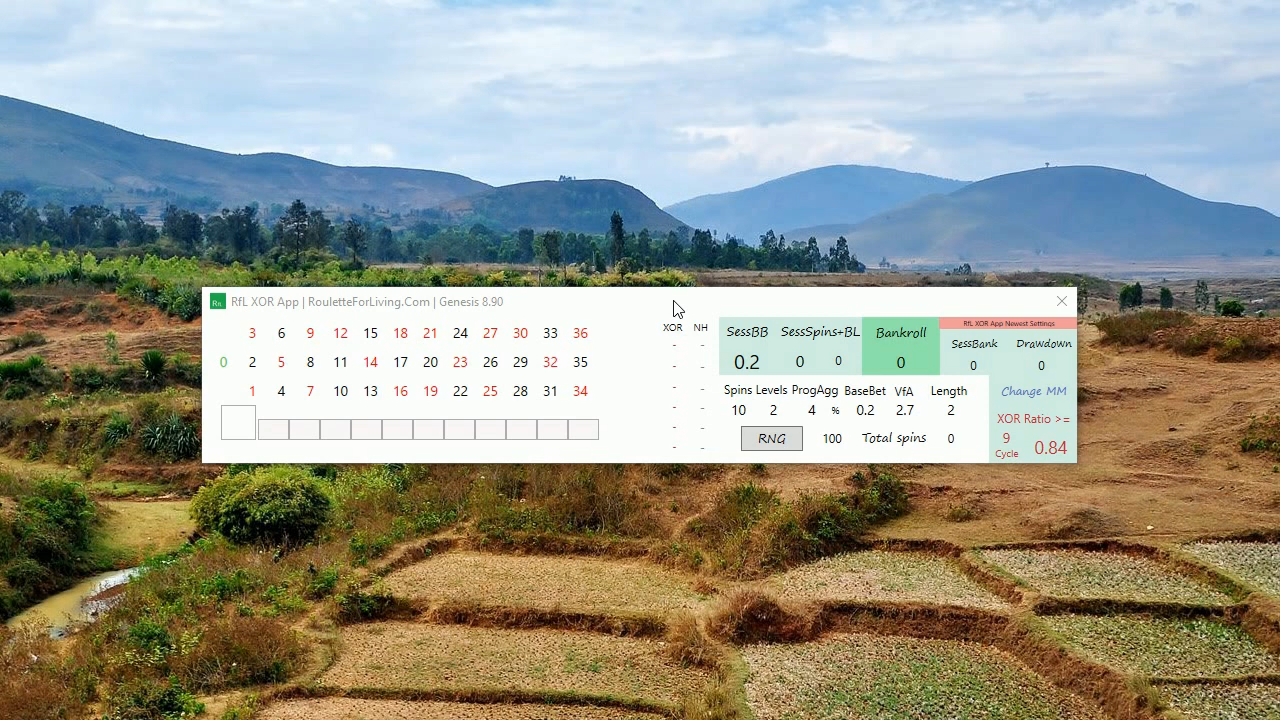 RfL XOR App | RouletteForLiving.Com | Genesis 8.90
3 6 9 12 15 18 21 24 27 30 33 36
0 2 5 8 11 14 17 20 23 26 29 32 35
1 4 7 10 13 16 19 22 25 28 31 34
XOR NH
- -
- -
- -
- -
- -
- -
SessBB SessSpins+BL Bankroll
0.2 0 0 0
RfL XOR App Newest Settings
SessBank Drawdown
0 0
Spins Levels ProgAgg BaseBet VfA Length
10 2 4 % 0.2 2.7 2
RNG 100 Total spins 0
Change MM
XOR Ratio >=
9 0.84
Cycle